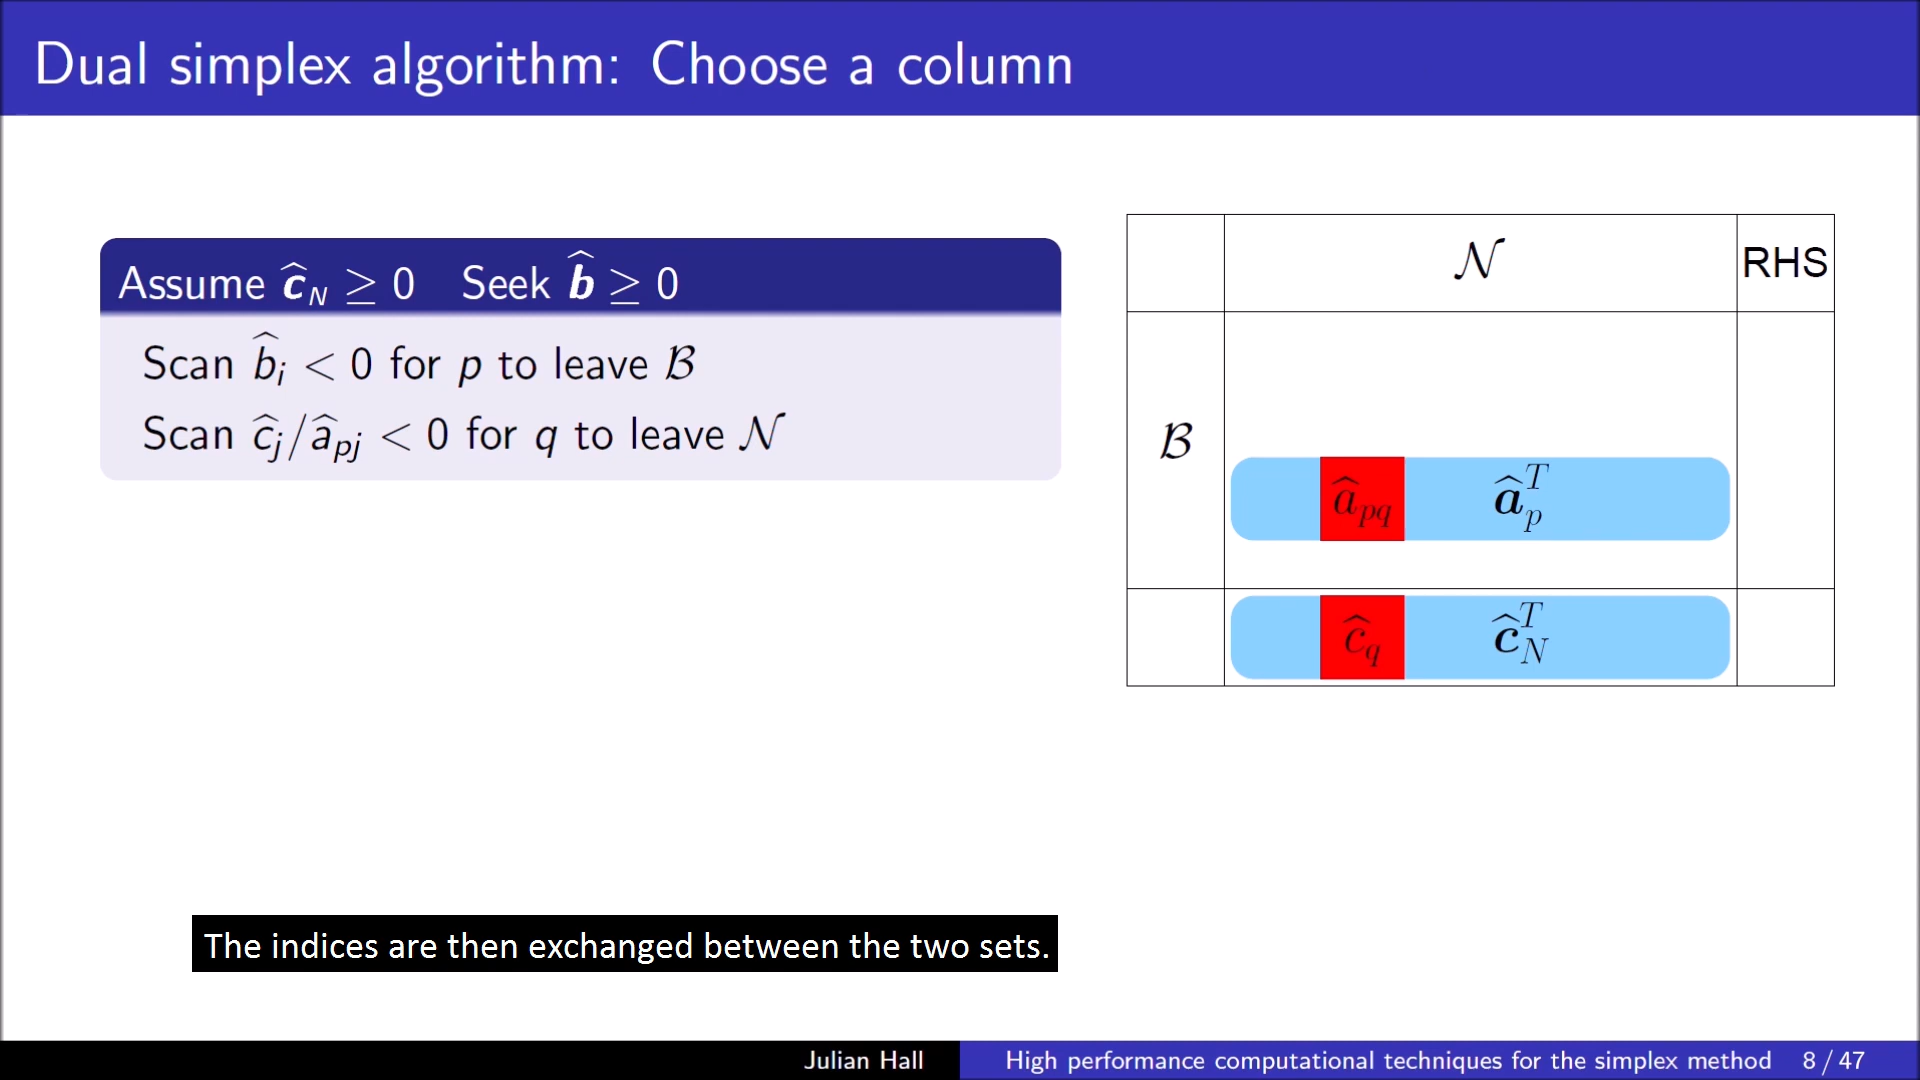 Dual simplex algorithm: Choose a column
Assume ĉ_N ≥ 0 Seek b̂ ≥ 0
Scan b̂_i < 0 for p to leave ℬ
Scan ĉ_j/â_pj < 0 for q to leave 𝒩
𝒩 RHS
ℬ
â_pq â_p^T
ĉ_q ĉ_N^T
The indices are then exchanged between the two sets.
Julian Hall High performance computational techniques for the simplex method 8 / 47